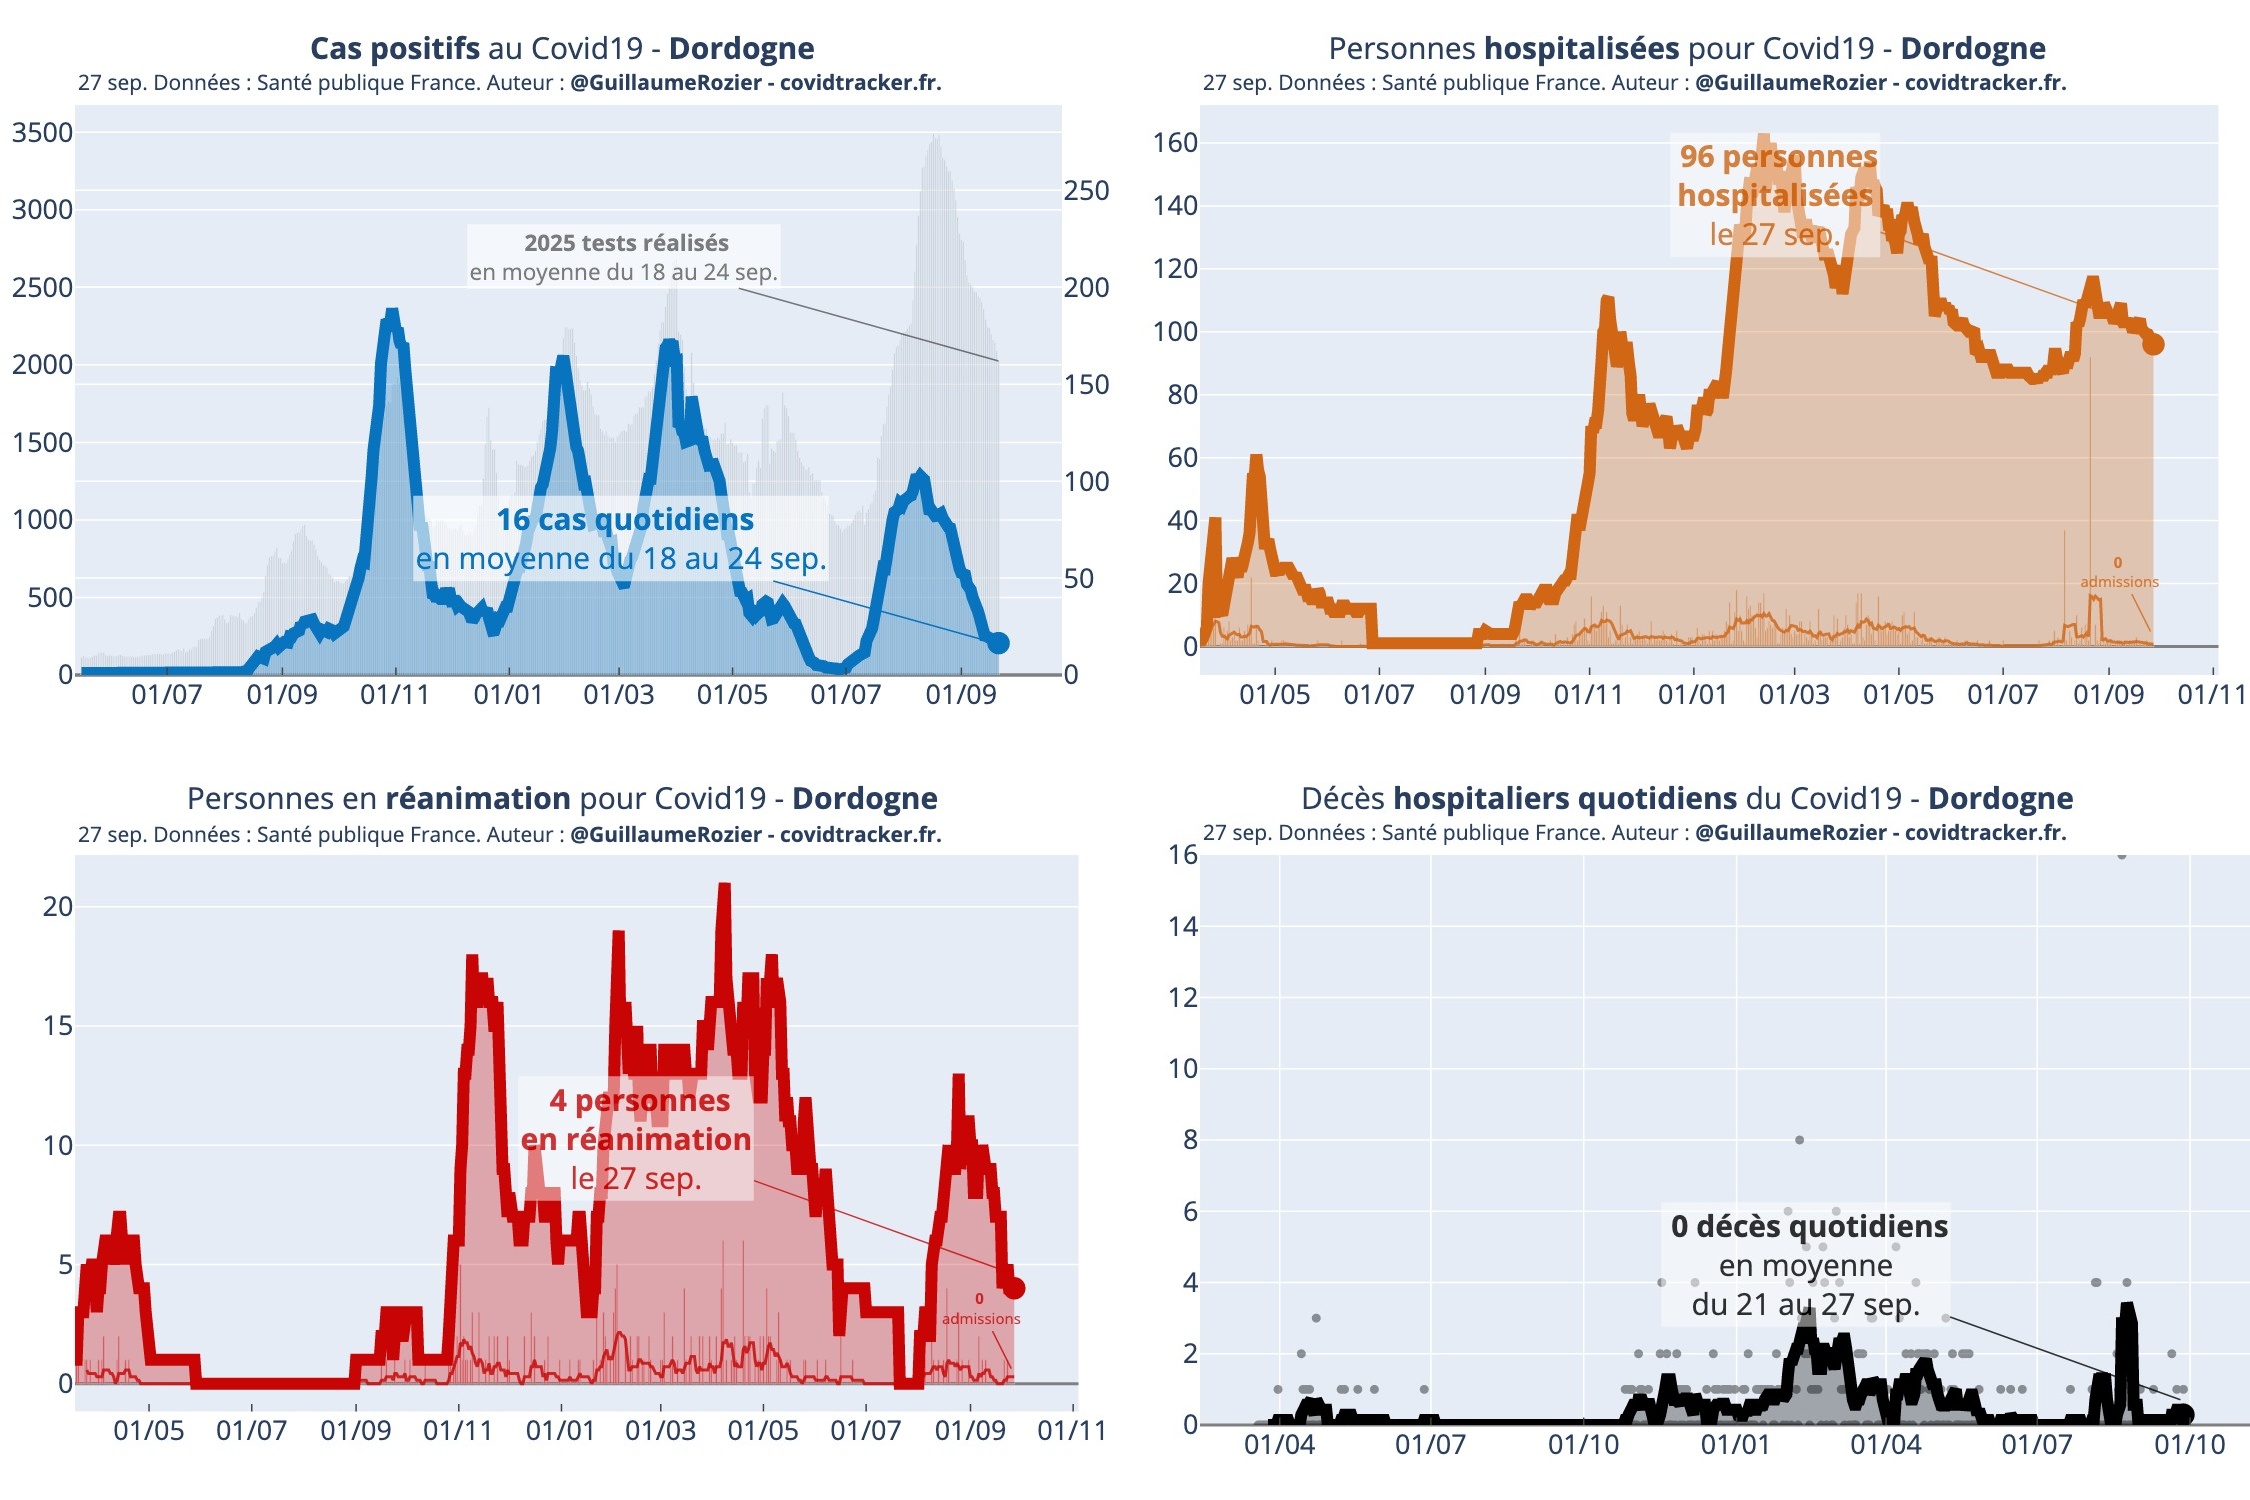 Cas positifs au Covid19 - Dordogne
27 sep. Données : Santé publique France. Auteur : @GuillaumeRozier - covidtracker.fr.
3500
3000
2500
2000
1500
1000
500
0
250
200
150
100
50
0
2025 tests réalisés
en moyenne du 18 au 24 sep.
16 cas quotidiens
en moyenne du 18 au 24 sep.
01/07 01/09 01/11 01/01 01/03 01/05 01/07 01/09
Personnes hospitalisées pour Covid19 - Dordogne
27 sep. Données : Santé publique France. Auteur : @GuillaumeRozier - covidtracker.fr.
160
140
120
100
80
60
40
20
0
96 personnes
hospitalisées
le 27 sep.
0
admissions
01/05 01/07 01/09 01/11 01/01 01/03 01/05 01/07 01/09 01/11
Personnes en réanimation pour Covid19 - Dordogne
27 sep. Données : Santé publique France. Auteur : @GuillaumeRozier - covidtracker.fr.
20
15
10
5
0
4 personnes
en réanimation
le 27 sep.
0
admissions
01/05 01/07 01/09 01/11 01/01 01/03 01/05 01/07 01/09 01/11
Décès hospitaliers quotidiens du Covid19 - Dordogne
27 sep. Données : Santé publique France. Auteur : @GuillaumeRozier - covidtracker.fr.
16
14
12
10
8
6
4
2
0
0 décès quotidiens
en moyenne
du 21 au 27 sep.
01/04 01/07 01/10 01/01 01/04 01/07 01/10